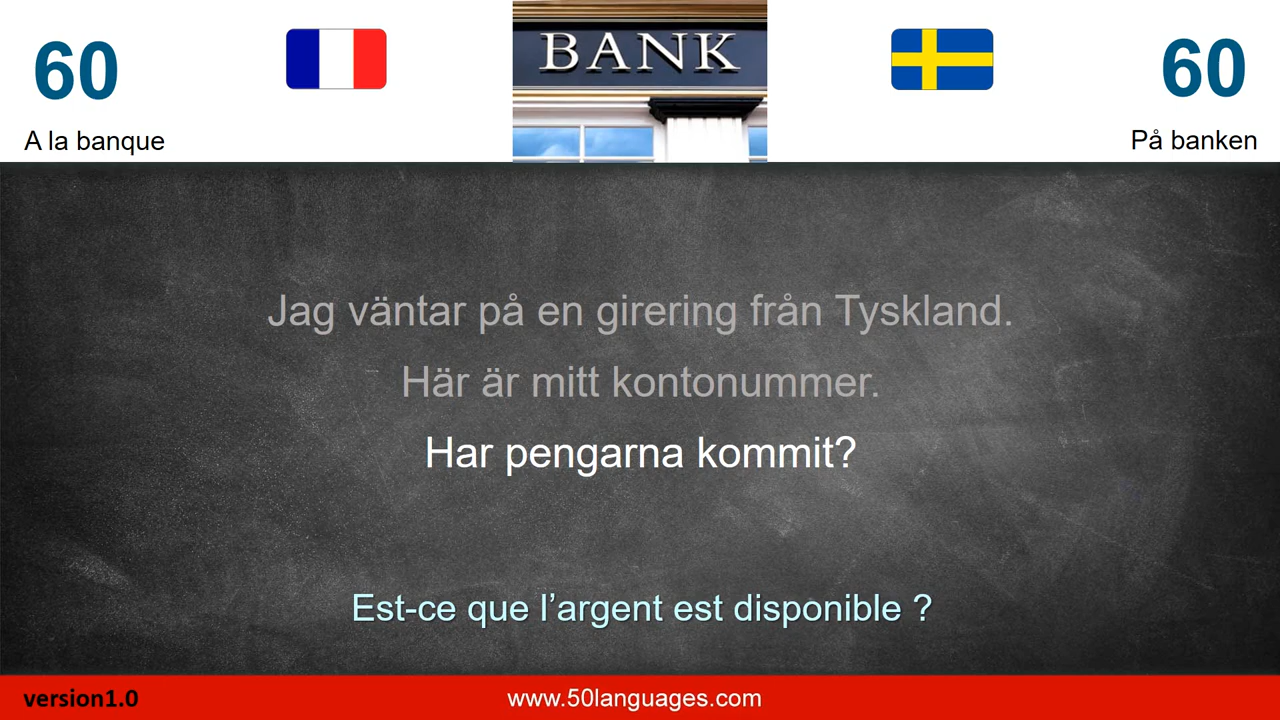 60
BANK
60
A la banque
På banken
Jag väntar på en girering från Tyskland.
Här är mitt kontonummer.
Har pengarna kommit?
Est-ce que l’argent est disponible ?
version1.0
www.50languages.com